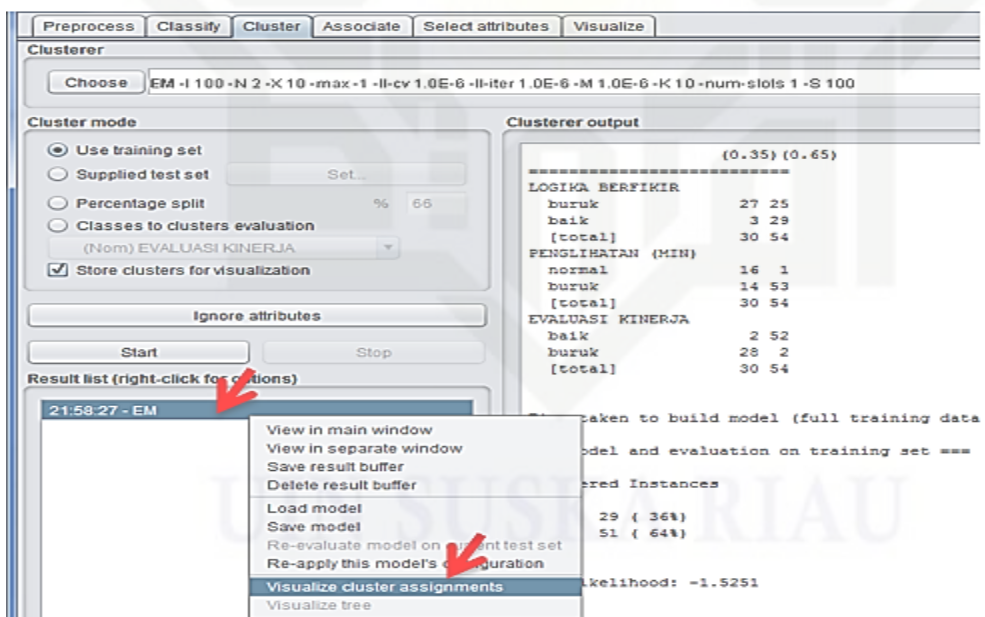 Preprocess Classify Cluster Associate Select attributes Visualize
Clusterer
Choose EM -I 100 -N 2 -X 10 -max -1 -ll-cv 1.0E-6 -ll-iter 1.0E-6 -M 1.0E-6 -K 10 -num-slots 1 -S 100
Cluster mode
Use training set
Supplied test set Set...
Percentage split % 66
Classes to clusters evaluation
(Nom) EVALUASI KINERJA
Store clusters for visualization
Ignore attributes
Start Stop
Result list (right-click for options)
21:58:27 - EM
View in main window
View in separate window
Save result buffer
Delete result buffer
Load model
Save model
Re-evaluate model on current test set
Re-apply this model's configuration
Visualize cluster assignments
Visualize tree
Clusterer output
(0.35) (0.65)
===========================
LOGIKA BERFIKIR
buruk 27 25
baik 3 29
[total] 30 54
PENGLIHATAN (MIN)
normal 16 1
buruk 14 53
[total] 30 54
EVALUASI KINERJA
baik 2 52
buruk 28 2
[total] 30 54
taken to build model (full training data
and evaluation on training set ===
Instances
29 ( 36%)
51 ( 64%)
likelihood: -1.5251
UIN SUSKA RIAU